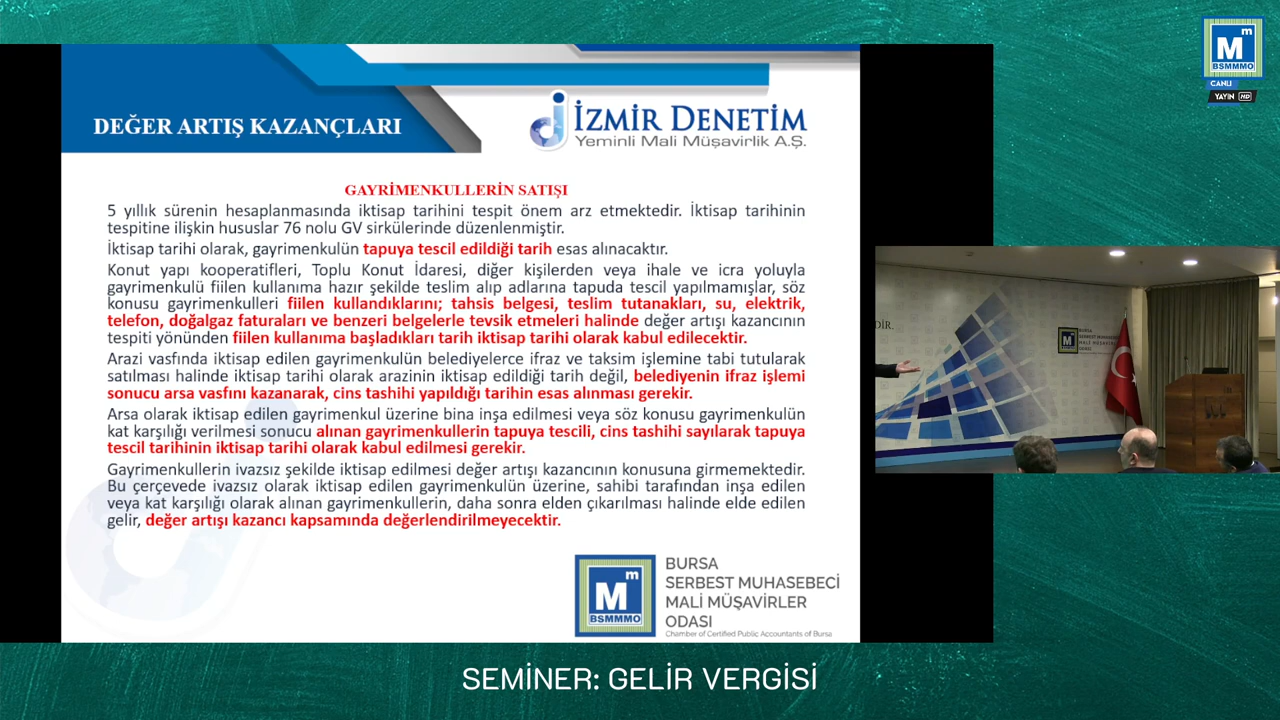 M m
BSMMMO
CANLI
YAYIN HD
DEĞER ARTIŞ KAZANÇLARI
İZMİR DENETİM
Yeminli Mali Müşavirlik A.Ş.
GAYRİMENKULLERİN SATIŞI
5 yıllık sürenin hesaplanmasında iktisap tarihini tespit önem arz etmektedir. İktisap tarihinin
tespitine ilişkin hususlar 76 nolu GV sirkülerinde düzenlenmiştir.
İktisap tarihi olarak, gayrimenkulün tapuya tescil edildiği tarih esas alınacaktır.
Konut yapı kooperatifleri, Toplu Konut İdaresi, diğer kişilerden veya ihale ve icra yoluyla
gayrimenkulü fiilen kullanıma hazır şekilde teslim alıp adlarına tapuda tescil yapılmamışlar, söz
konusu gayrimenkulleri fiilen kullandıklarını; tahsis belgesi, teslim tutanakları, su, elektrik,
telefon, doğalgaz faturaları ve benzeri belgelerle tevsik etmeleri halinde değer artışı kazancının
tespiti yönünden fiilen kullanıma başladıkları tarih iktisap tarihi olarak kabul edilecektir.
Arazi vasfında iktisap edilen gayrimenkulün belediyelerce ifraz ve taksim işlemine tabi tutularak
satılması halinde iktisap tarihi olarak arazinin iktisap edildiği tarih değil, belediyenin ifraz işlemi
sonucu arsa vasfını kazanarak, cins tashihi yapıldığı tarihin esas alınması gerekir.
Arsa olarak iktisap edilen gayrimenkul üzerine bina inşa edilmesi veya söz konusu gayrimenkulün
kat karşılığı verilmesi sonucu alınan gayrimenkullerin tapuya tescili, cins tashihi sayılarak tapuya
tescil tarihinin iktisap tarihi olarak kabul edilmesi gerekir.
Gayrimenkullerin ivazsız şekilde iktisap edilmesi değer artışı kazancının konusuna girmemektedir.
Bu çerçevede ivazsız olarak iktisap edilen gayrimenkulün üzerine, sahibi tarafından inşa edilen
veya kat karşılığı olarak alınan gayrimenkullerin, daha sonra elden çıkarılması halinde elde edilen
gelir, değer artışı kazancı kapsamında değerlendirilmeyecektir.
M m
BSMMMO
BURSA
SERBEST MUHASEBECİ
MALİ MÜŞAVİRLER
ODASI
Chamber of Certified Public Accountants of Bursa
DİR.
BURSA
SERBEST MUHASEBECİ
MALİ MÜŞAVİRLER
ODASI
SEMİNER: GELİR VERGİSİ